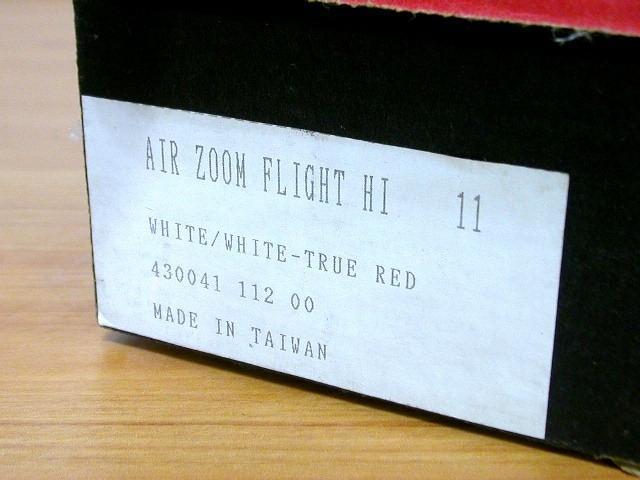 AIR ZOOM FLIGHT HI 11
WHITE/WHITE-TRUE RED
430041 112 00
MADE IN TAIWAN